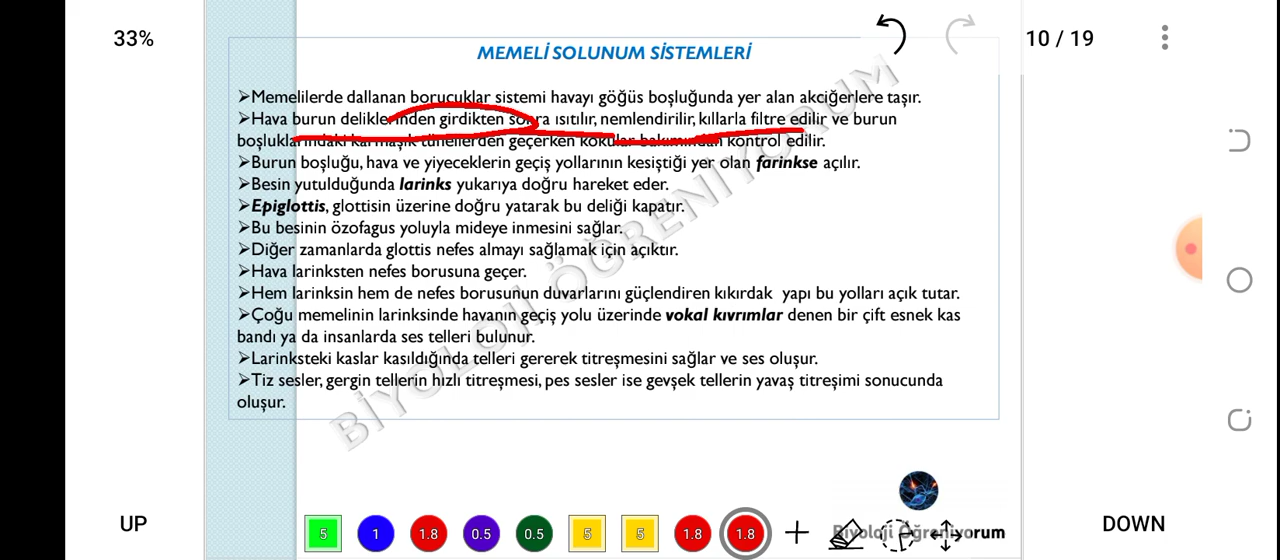 33%
10 / 19
MEMELİ SOLUNUM SİSTEMLERİ
➢Memelilerde dallanan borucuklar sistemi havayı göğüs boşluğunda yer alan akciğerlere taşır.
➢Hava burun deliklerinden girdikten sonra ısıtılır, nemlendirilir, kıllarla filtre edilir ve burun
boşluklarındaki karmaşık tünellerden geçerken kokular bakımından kontrol edilir.
➢Burun boşluğu, hava ve yiyeceklerin geçiş yollarının kesiştiği yer olan farinkse açılır.
➢Besin yutulduğunda larinks yukarıya doğru hareket eder.
➢Epiglottis, glottisin üzerine doğru yatarak bu deliği kapatır.
➢Bu besinin özofagus yoluyla mideye inmesini sağlar.
➢Diğer zamanlarda glottis nefes almayı sağlamak için açıktır.
➢Hava larinksten nefes borusuna geçer.
➢Hem larinksin hem de nefes borusunun duvarlarını güçlendiren kıkırdak yapı bu yolları açık tutar.
➢Çoğu memelinin larinksinde havanın geçiş yolu üzerinde vokal kıvrımlar denen bir çift esnek kas
bandı ya da insanlarda ses telleri bulunur.
➢Larinksteki kaslar kasıldığında telleri gererek titreşmesini sağlar ve ses oluşur.
➢Tiz sesler, gergin tellerin hızlı titreşmesi, pes sesler ise gevşek tellerin yavaş titreşimi sonucunda
oluşur.
BİYOLOJİ ÖĞRENİYORUM
UP
5 1 1.8 0.5 0.5 5 5 1.8 1.8
Biyoloji Öğreniyorum
DOWN